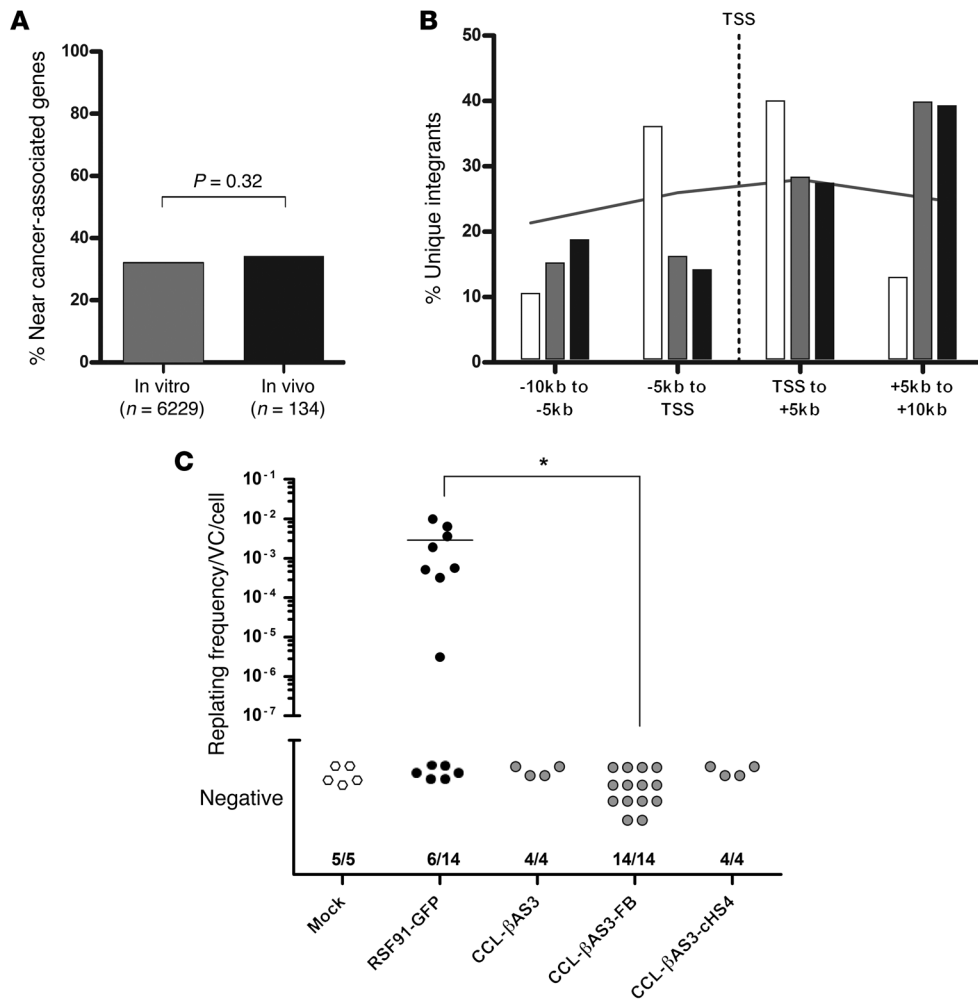 A
% Near cancer-associated genes
100
80
60
40
20
0
P = 0.32
In vitro
(n = 6229)
In vivo
(n = 134)
B
TSS
% Unique integrants
50
40
30
20
10
0
-10kb to
-5kb
-5kb to
TSS
TSS to
+5kb
+5kb to
+10kb
C
Replating frequency/VC/cell
10-1
10-2
10-3
10-4
10-5
10-6
10-7
*
Negative
5/5
6/14
4/4
14/14
4/4
Mock
RSF91-GFP
CCL-βAS3
CCL-βAS3-FB
CCL-βAS3-cHS4